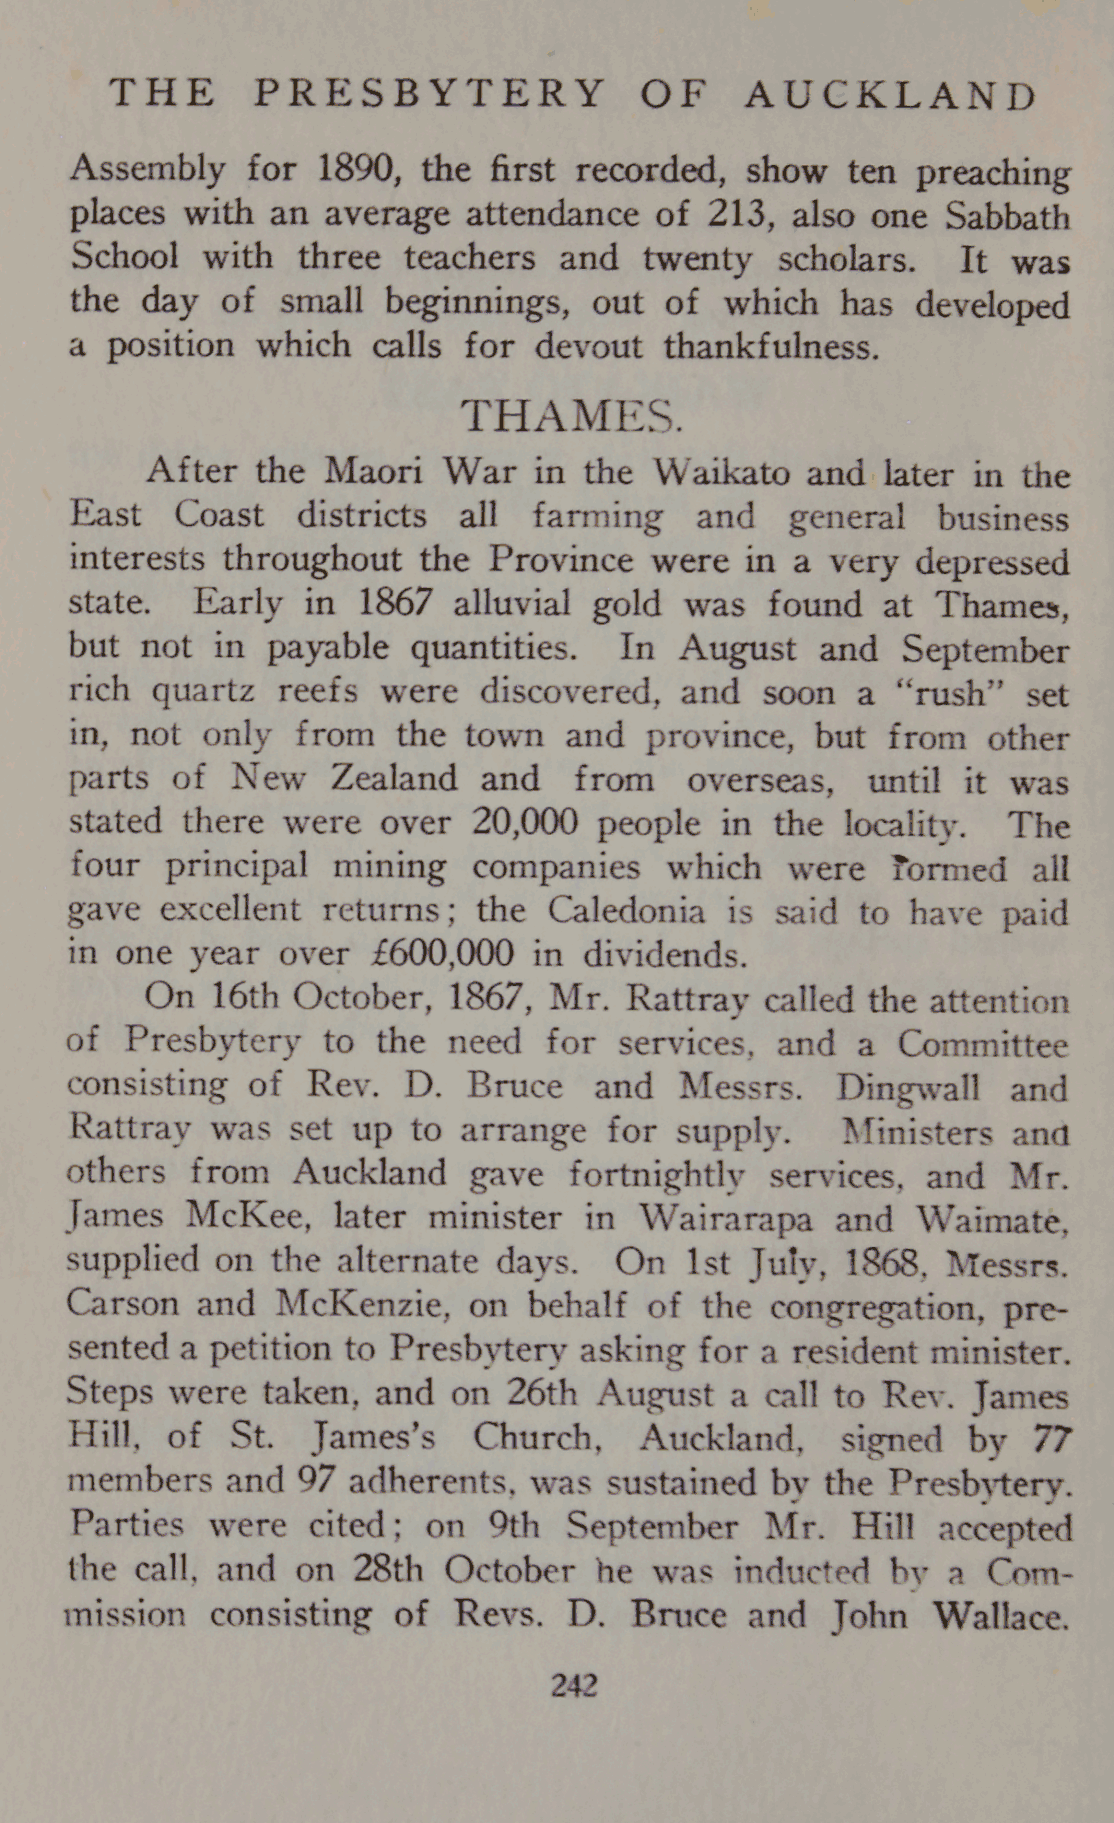 THE PRESBYTERY OF AUCKLAND
Assembly for 1890, the first recorded, show ten preaching
places with an average attendance of 213, also one Sabbath
School with three teachers and twenty scholars. It was
the day of small beginnings, out of which has developed
a position which calls for devout thankfulness.
THAMES.
After the Maori War in the Waikato and later in the
East Coast districts all farming and general business
interests throughout the Province were in a very depressed
state. Early in 1867 alluvial gold was found at Thames,
but not in payable quantities. In August and September
rich quartz reefs were discovered, and soon a “rush” set
in, not only from the town and province, but from other
parts of New Zealand and from overseas, until it was
stated there were over 20,000 people in the locality. The
four principal mining companies which were formed all
gave excellent returns; the Caledonia is said to have paid
in one year over £600,000 in dividends.
On 16th October, 1867, Mr. Rattray called the attention
of Presbytery to the need for services, and a Committee
consisting of Rev. D. Bruce and Messrs. Dingwall and
Rattray was set up to arrange for supply. Ministers and
others from Auckland gave fortnightly services, and Mr.
James McKee, later minister in Wairarapa and Waimate,
supplied on the alternate days. On 1st July, 1868, Messrs.
Carson and McKenzie, on behalf of the congregation, pre-
sented a petition to Presbytery asking for a resident minister.
Steps were taken, and on 26th August a call to Rev. James
Hill, of St. James's Church, Auckland, signed by 77
members and 97 adherents, was sustained by the Presbytery.
Parties were cited; on 9th September Mr. Hill accepted
the call, and on 28th October he was inducted by a Com-
mission consisting of Revs. D. Bruce and John Wallace.
242